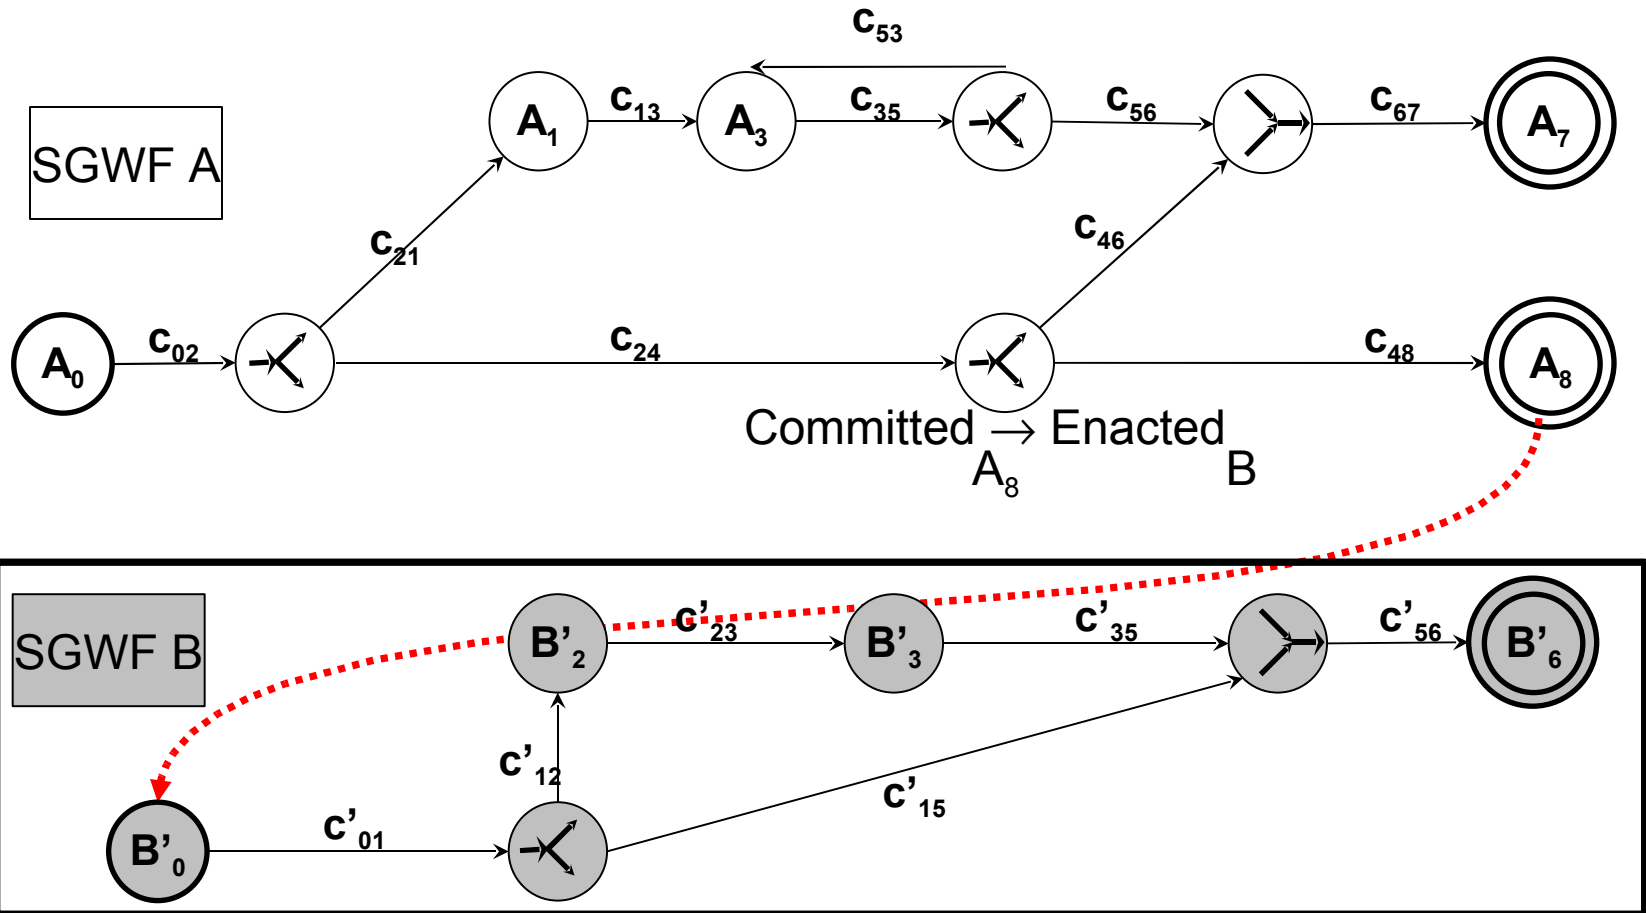 c₅₃
A₁
c₁₃
A₃
c₃₅
c₅₆
c₆₇
A₇
SGWF A
c₂₁
c₄₆
A₀
c₀₂
c₂₄
c₄₈
A₈
Committed → Enacted
A₈ B
SGWF B
B’₂
c’₂₃
B’₃
c’₃₅
c’₅₆
B’₆
c’₁₂
c’₁₅
B’₀
c’₀₁